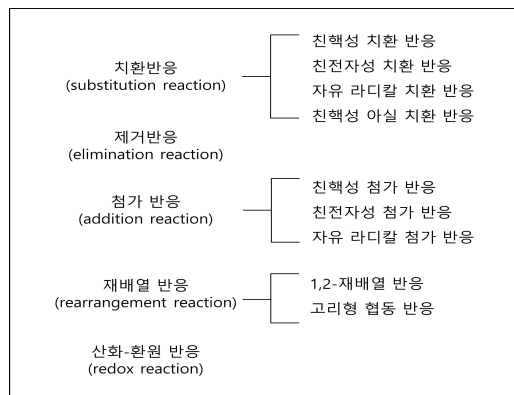 치환반응
(substitution reaction)
친핵성 치환 반응
친전자성 치환 반응
자유 라디칼 치환 반응
친핵성 아실 치환 반응
제거반응
(elimination reaction)
첨가 반응
(addition reaction)
친핵성 첨가 반응
친전자성 첨가 반응
자유 라디칼 첨가 반응
재배열 반응
(rearrangement reaction)
1,2-재배열 반응
고리형 협동 반응
산화-환원 반응
(redox reaction)